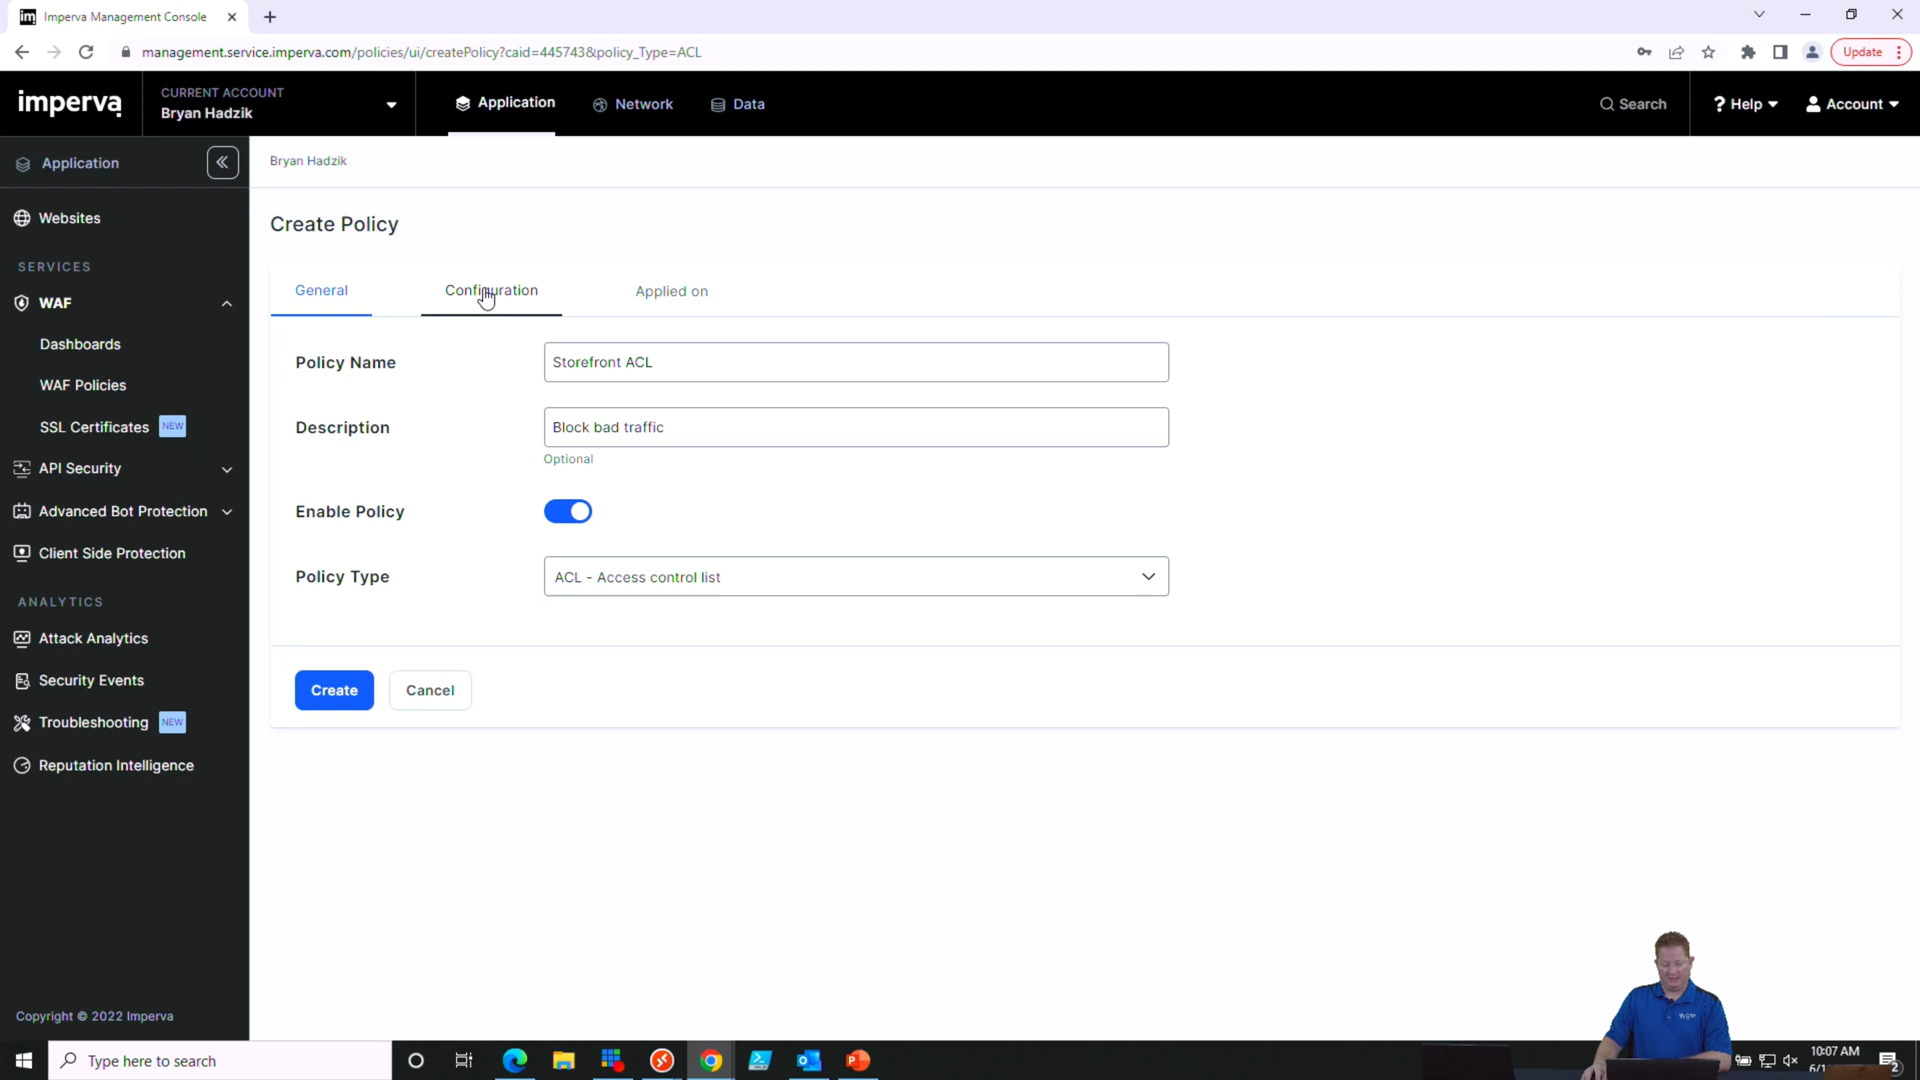 im Imperva Management Console
management.service.imperva.com/policies/ui/createPolicy?caid=445743&policy_Type=ACL
Update
imperva
CURRENT ACCOUNT
Bryan Hadzik
Application
Network
Data
Search
? Help
Account
Application
Bryan Hadzik
Websites
SERVICES
WAF
Dashboards
WAF Policies
SSL Certificates NEW
API Security
Advanced Bot Protection
Client Side Protection
ANALYTICS
Attack Analytics
Security Events
Troubleshooting NEW
Reputation Intelligence
Copyright © 2022 Imperva
Create Policy
General
Configuration
Applied on
Policy Name
Storefront ACL
Description
Block bad traffic
Optional
Enable Policy
Policy Type
ACL - Access control list
Create
Cancel
Type here to search
10:07 AM
2